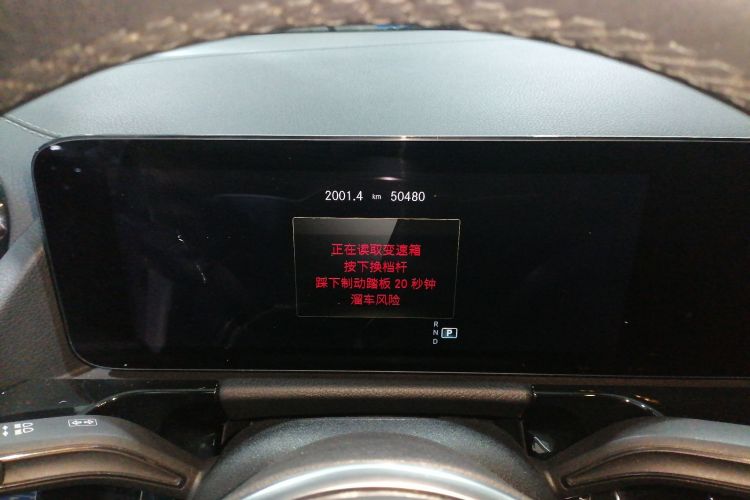 2001.4 km 50480
正在读取变速箱
按下换档杆
踩下制动踏板 20 秒钟
溜车风险
R
N P
D